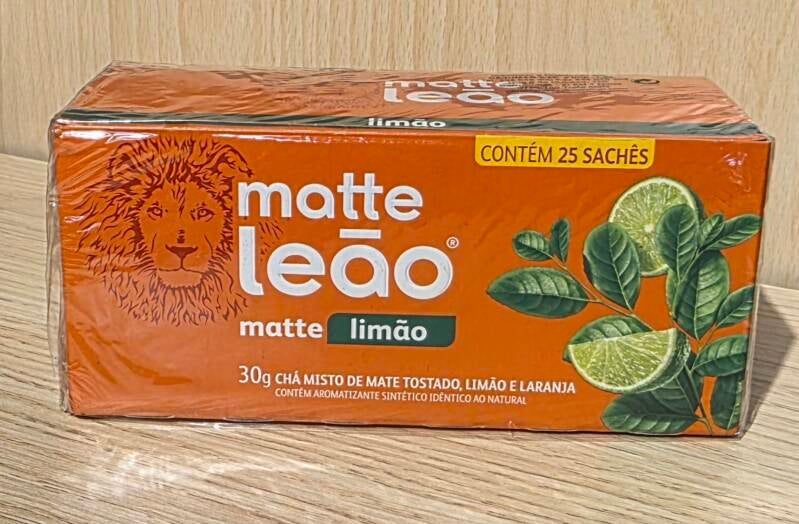 matte
leão
limão
CONTÉM 25 SACHÊS
matte
leão®
matte limão
30g CHÁ MISTO DE MATE TOSTADO, LIMÃO E LARANJA
CONTÉM AROMATIZANTE SINTÉTICO IDÊNTICO AO NATURAL